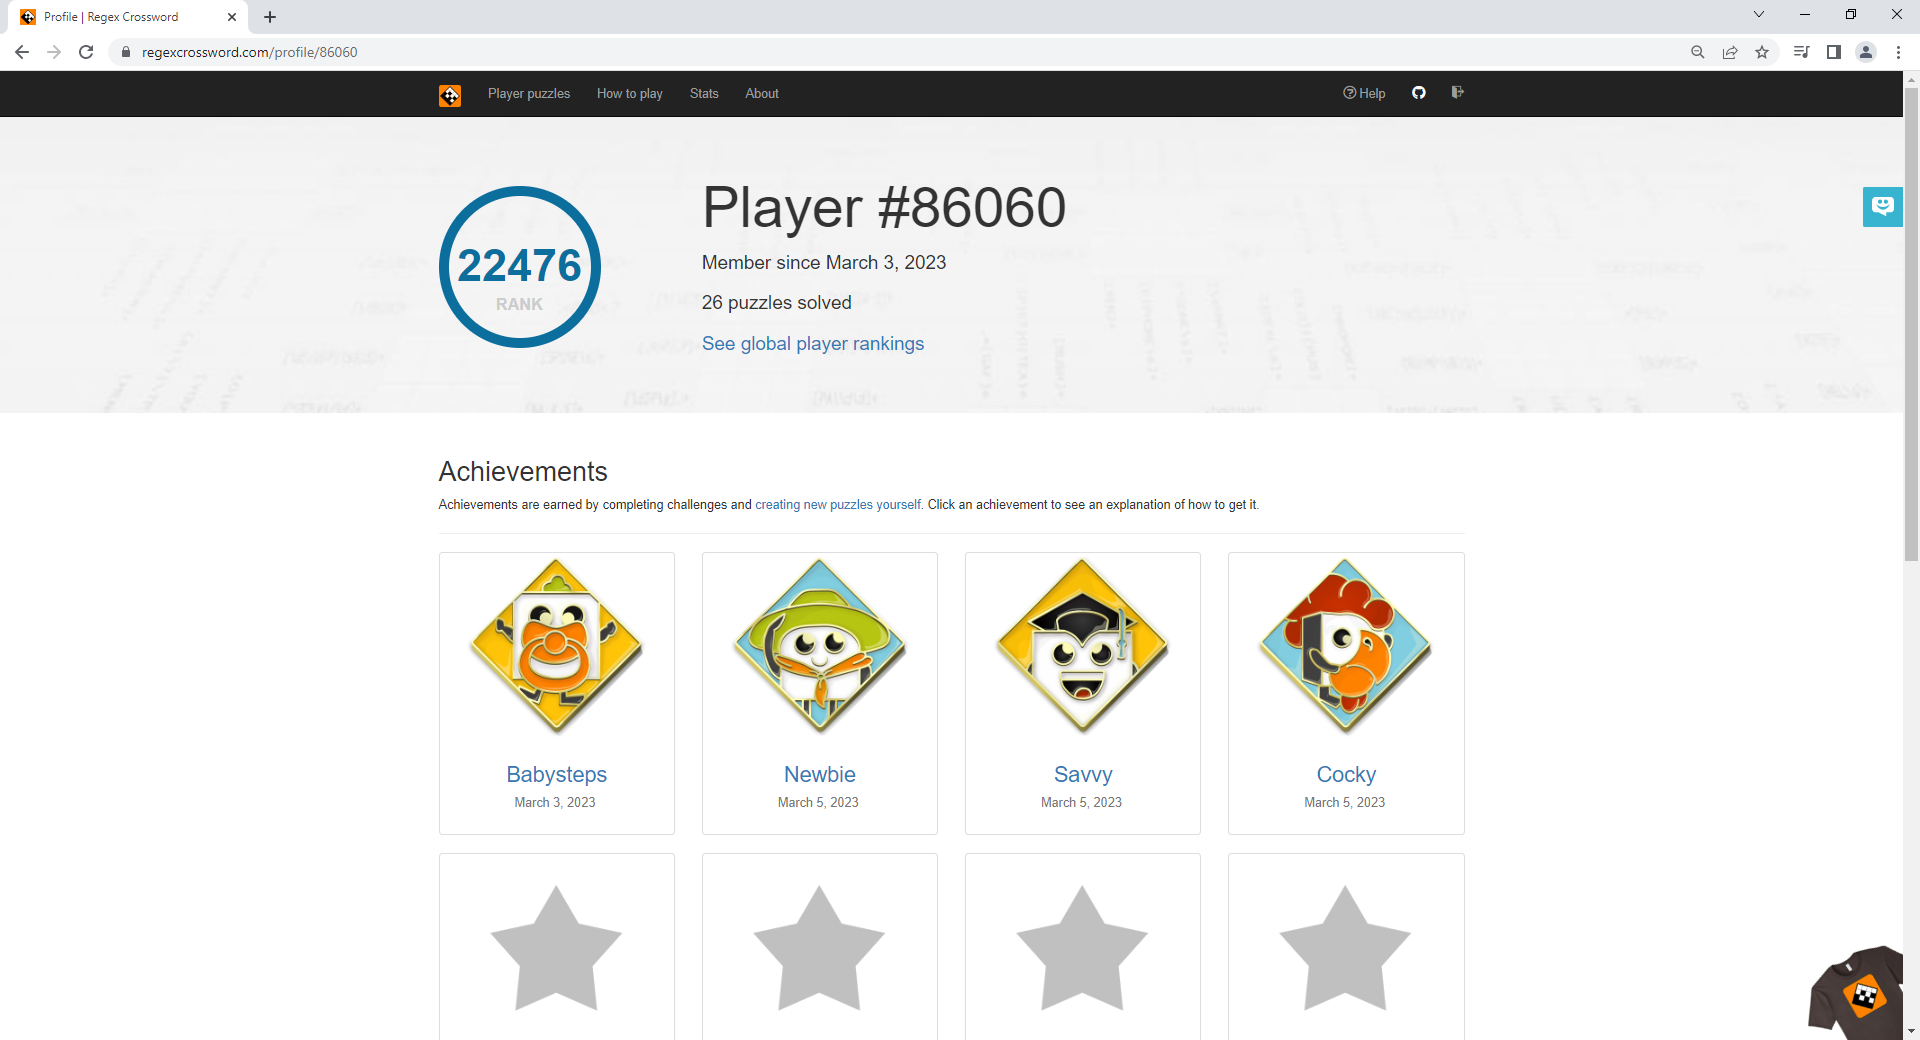 Profile | Regex Crossword
regexcrossword.com/profile/86060
Player puzzles How to play Stats About Help
Player #86060
22476
RANK
Member since March 3, 2023
26 puzzles solved
See global player rankings
Achievements
Achievements are earned by completing challenges and creating new puzzles yourself. Click an achievement to see an explanation of how to get it.
Babysteps Newbie Savvy Cocky
March 3, 2023 March 5, 2023 March 5, 2023 March 5, 2023